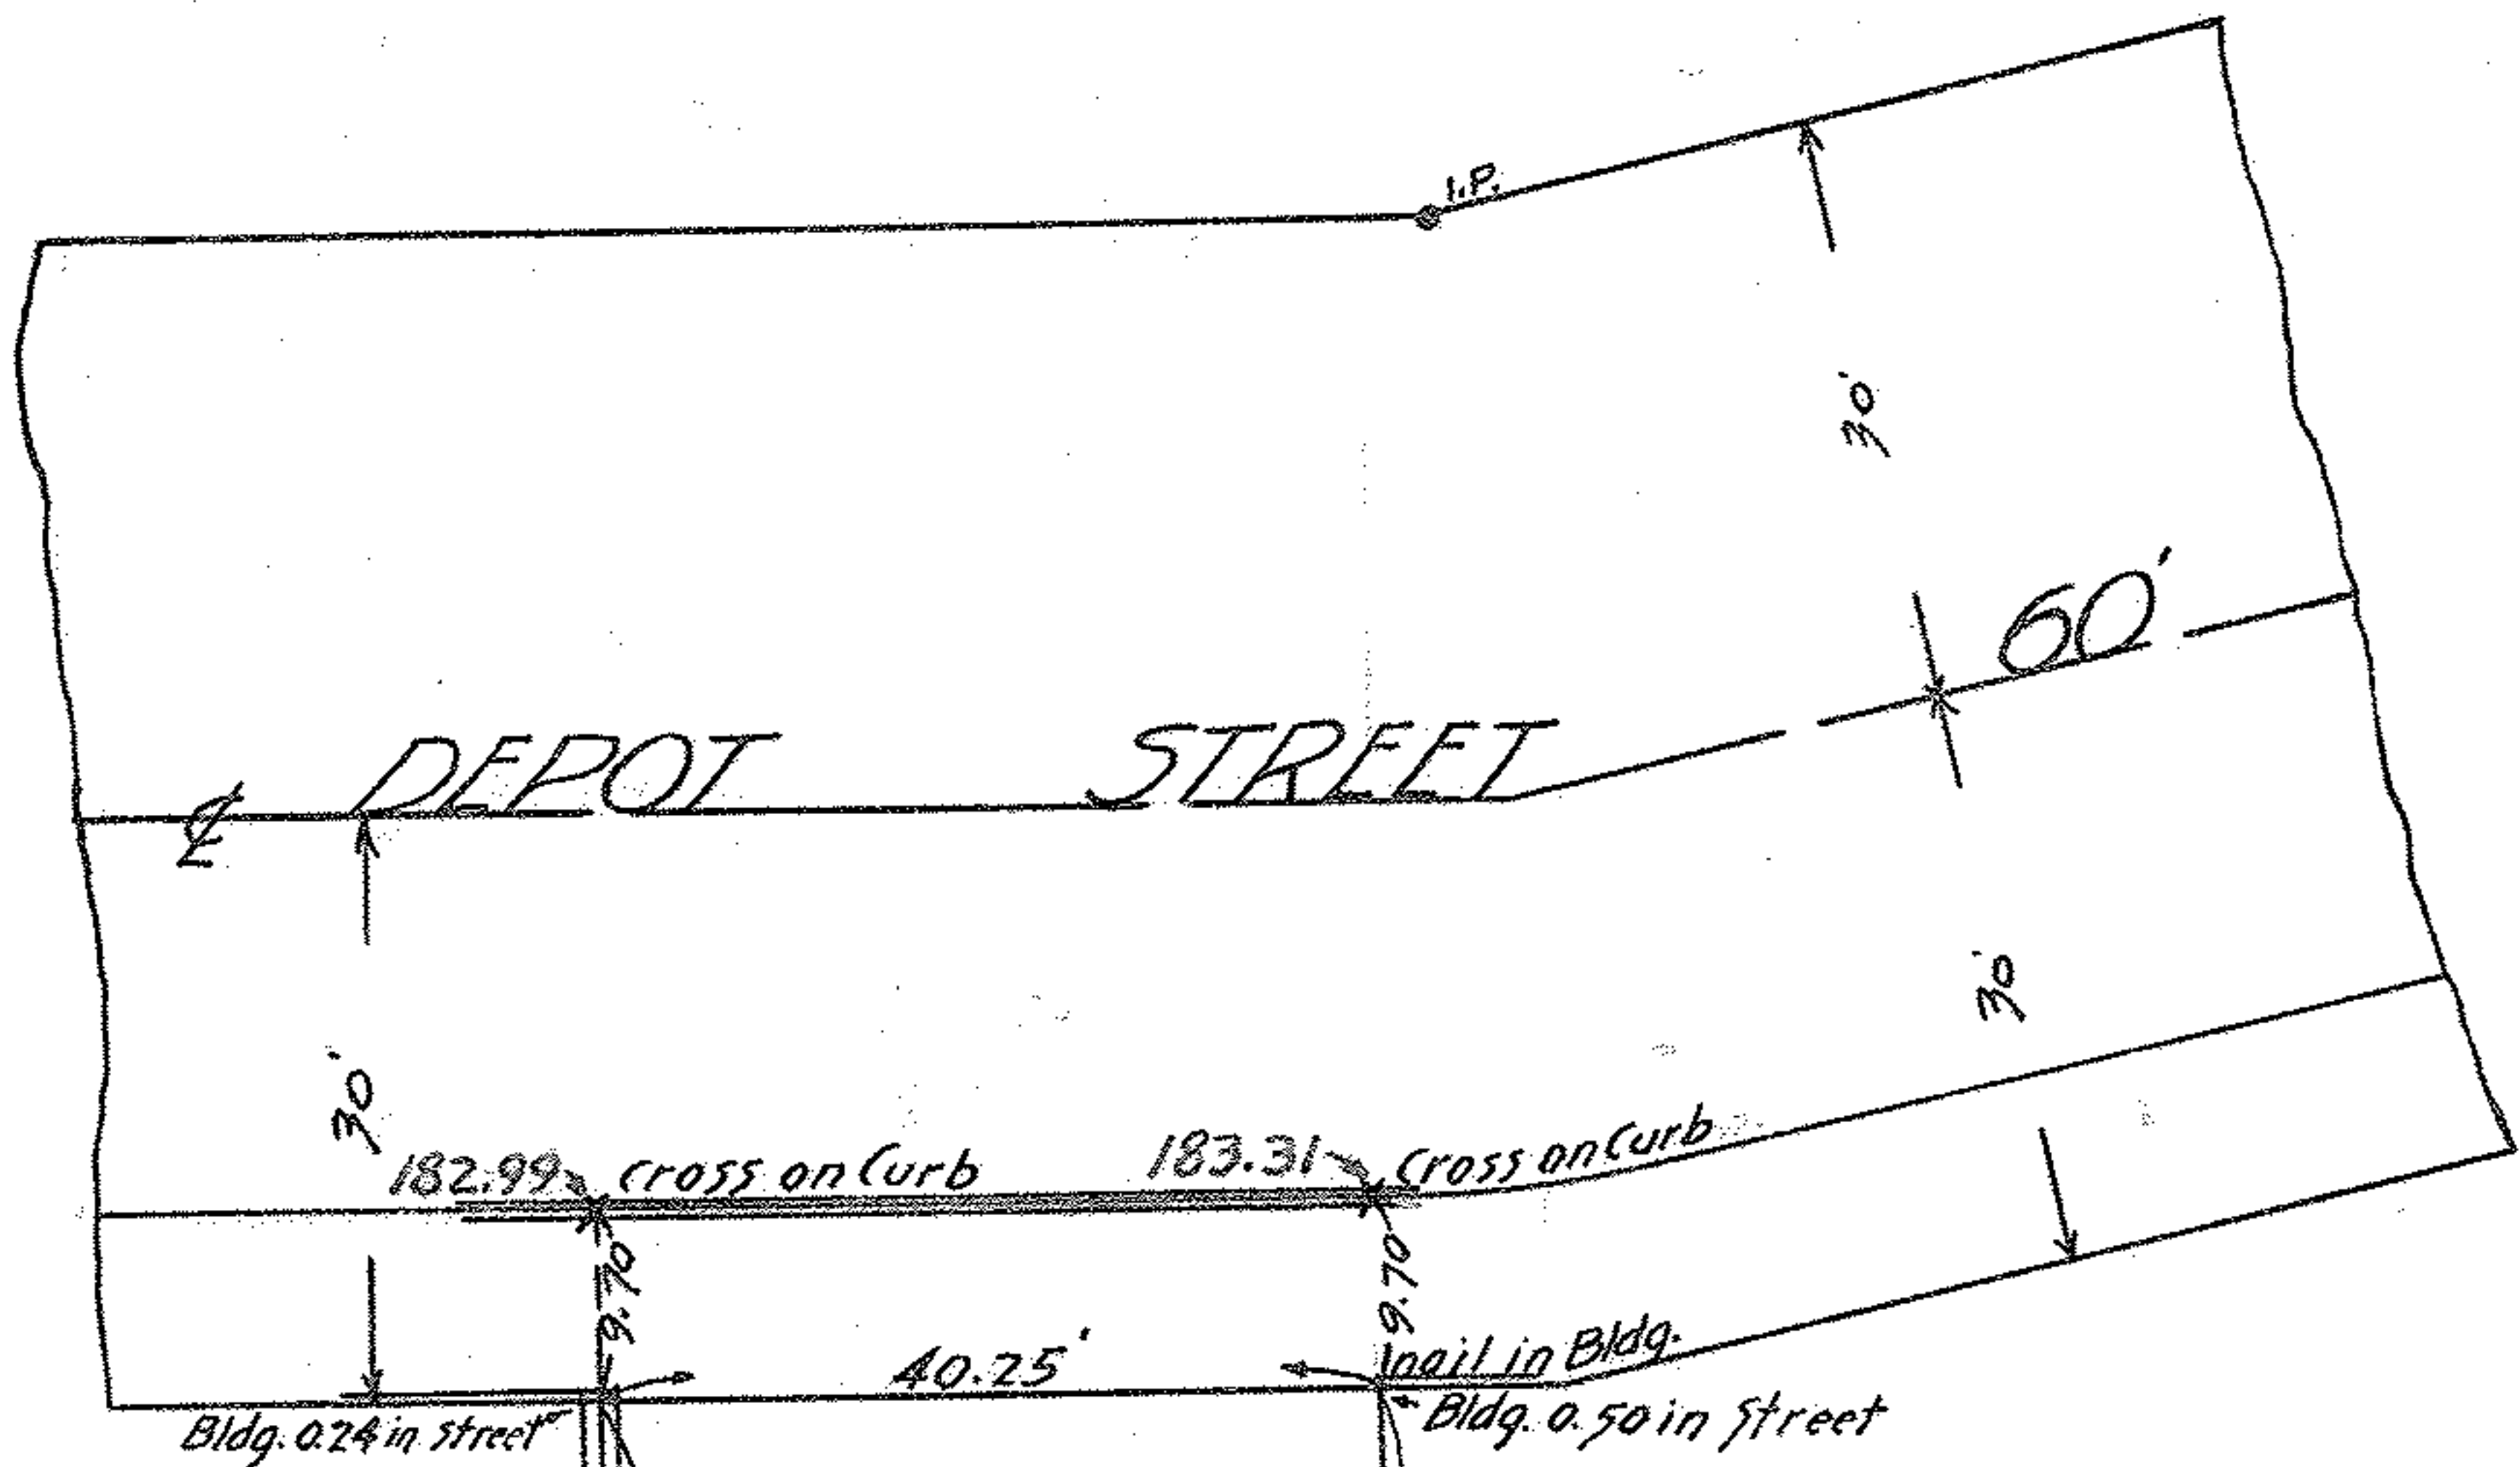 I.P.
30'
60'
℄
DEPOT STREET
30'
30'
182.99 cross on Curb
183.31 cross on Curb
9.70
9.70
40.25'
nail in Bldg.
Bldg. 0.24 in street
Bldg. 0.50 in street